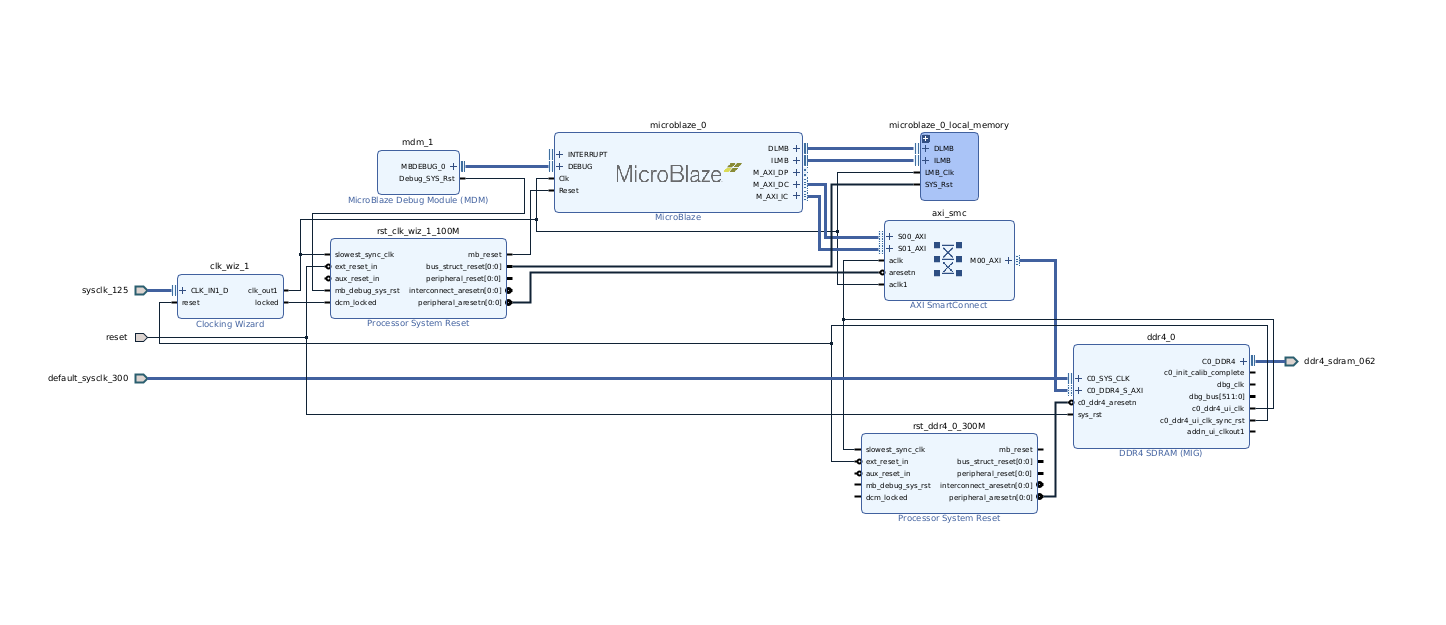 microblaze_0
microblaze_0_local_memory
mdm_1
MBDEBUG_0
Debug_SYS_Rst
MicroBlaze Debug Module (MDM)
INTERRUPT
DEBUG
Clk
Reset
MicroBlaze
DLMB
ILMB
M_AXI_DP
M_AXI_DC
M_AXI_IC
MicroBlaze
DLMB
ILMB
LMB_Clk
SYS_Rst
axi_smc
S00_AXI
S01_AXI
aclk
aresetn
aclk1
M00_AXI
AXI SmartConnect
rst_clk_wiz_1_100M
slowest_sync_clk
ext_reset_in
aux_reset_in
mb_debug_sys_rst
dcm_locked
mb_reset
bus_struct_reset[0:0]
peripheral_reset[0:0]
interconnect_aresetn[0:0]
peripheral_aresetn[0:0]
Processor System Reset
clk_wiz_1
CLK_IN1_D
reset
clk_out1
locked
Clocking Wizard
sysclk_125
reset
default_sysclk_300
ddr4_0
C0_SYS_CLK
C0_DDR4_S_AXI
c0_ddr4_aresetn
sys_rst
C0_DDR4
c0_init_calib_complete
dbg_clk
dbg_bus[511:0]
c0_ddr4_ui_clk
c0_ddr4_ui_clk_sync_rst
addn_ui_clkout1
DDR4 SDRAM (MIG)
ddr4_sdram_062
rst_ddr4_0_300M
slowest_sync_clk
ext_reset_in
aux_reset_in
mb_debug_sys_rst
dcm_locked
mb_reset
bus_struct_reset[0:0]
peripheral_reset[0:0]
interconnect_aresetn[0:0]
peripheral_aresetn[0:0]
Processor System Reset